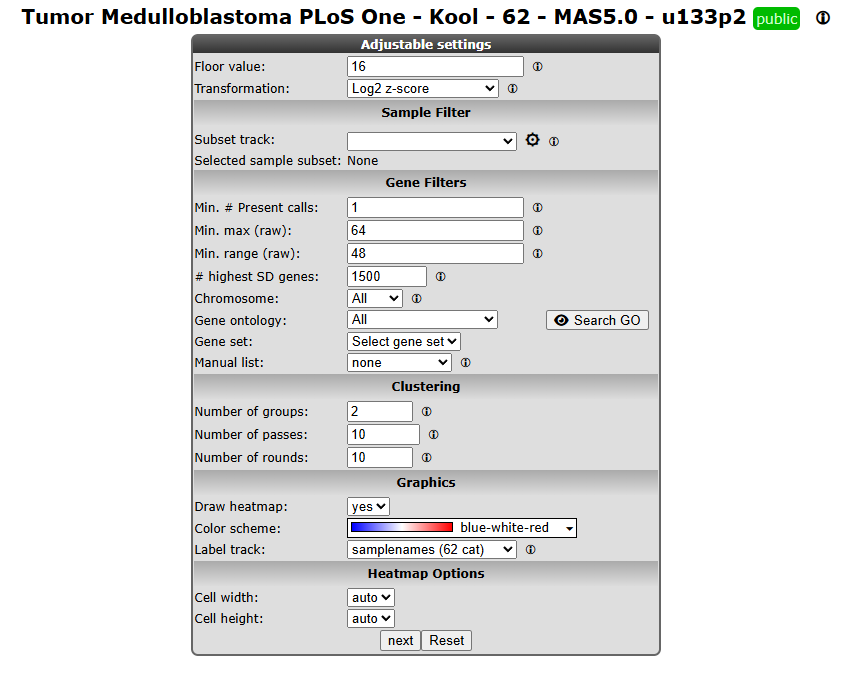 Tumor Medulloblastoma PLoS One - Kool - 62 - MAS5.0 - u133p2 public
Adjustable settings
Floor value: 16
Transformation: Log2 z-score
Sample Filter
Subset track:
Selected sample subset: None
Gene Filters
Min. # Present calls: 1
Min. max (raw): 64
Min. range (raw): 48
# highest SD genes: 1500
Chromosome: All
Gene ontology: All Search GO
Gene set: Select gene set
Manual list: none
Clustering
Number of groups: 2
Number of passes: 10
Number of rounds: 10
Graphics
Draw heatmap: yes
Color scheme: blue-white-red
Label track: samplenames (62 cat)
Heatmap Options
Cell width: auto
Cell height: auto
next Reset